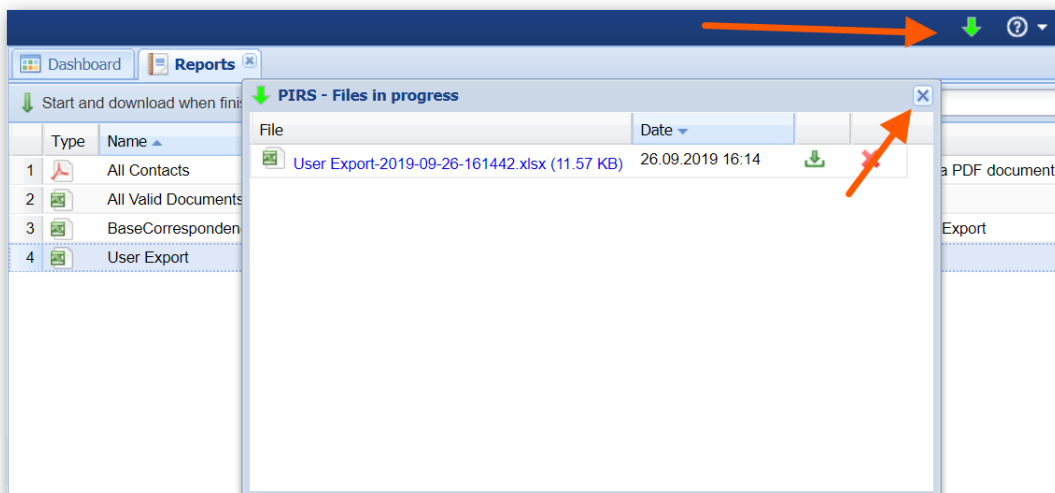 Dashboard Reports
Start and download when fini
PIRS - Files in progress
File Date
User Export-2019-09-26-161442.xlsx (11.57 KB) 26.09.2019 16:14
Type Name
1 All Contacts a PDF document
2 All Valid Documents
3 BaseCorresponden Export
4 User Export